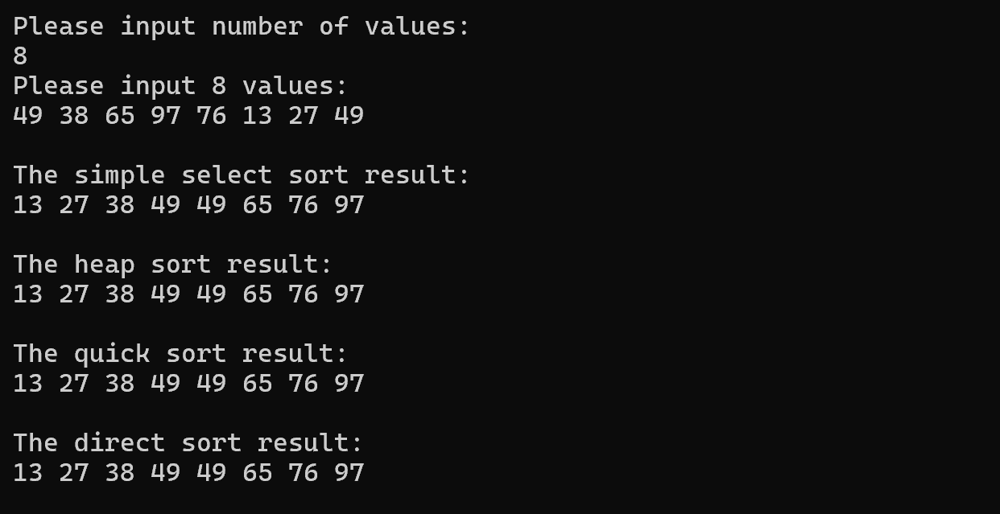 Please input number of values:
8
Please input 8 values:
49 38 65 97 76 13 27 49
The simple select sort result:
13 27 38 49 49 65 76 97
The heap sort result:
13 27 38 49 49 65 76 97
The quick sort result:
13 27 38 49 49 65 76 97
The direct sort result:
13 27 38 49 49 65 76 97